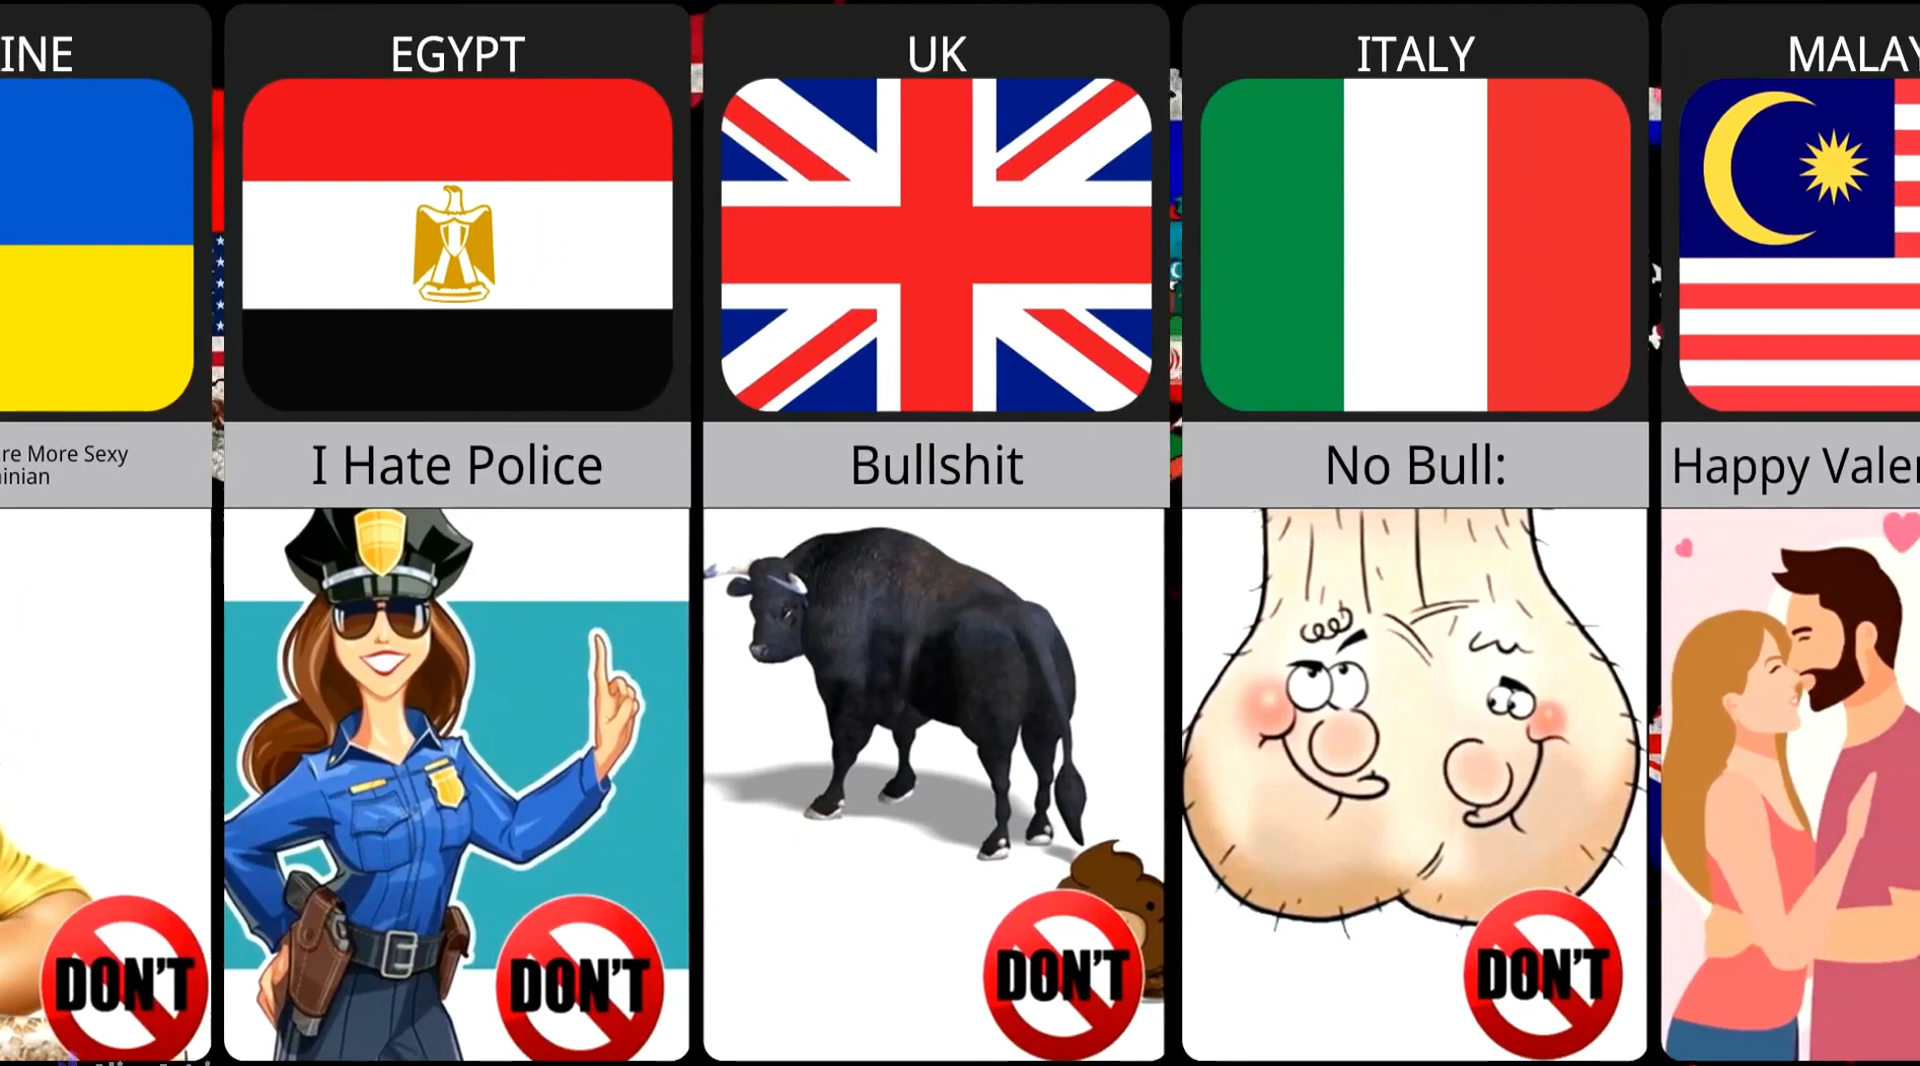 INE
EGYPT
UK
ITALY
MALAY
re More Sexy
inian
I Hate Police
Bullshit
No Bull:
Happy Valen
DON'T
DON'T
DON'T
DON'T